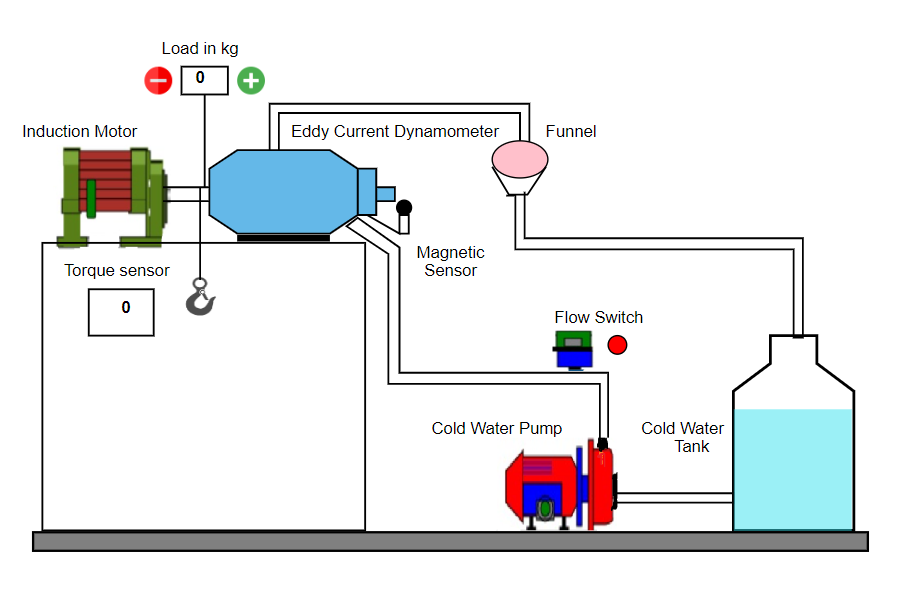 Load in kg
0
Induction Motor
Eddy Current Dynamometer
Funnel
Magnetic
Sensor
Torque sensor
0
Flow Switch
Cold Water Pump
Cold Water
Tank